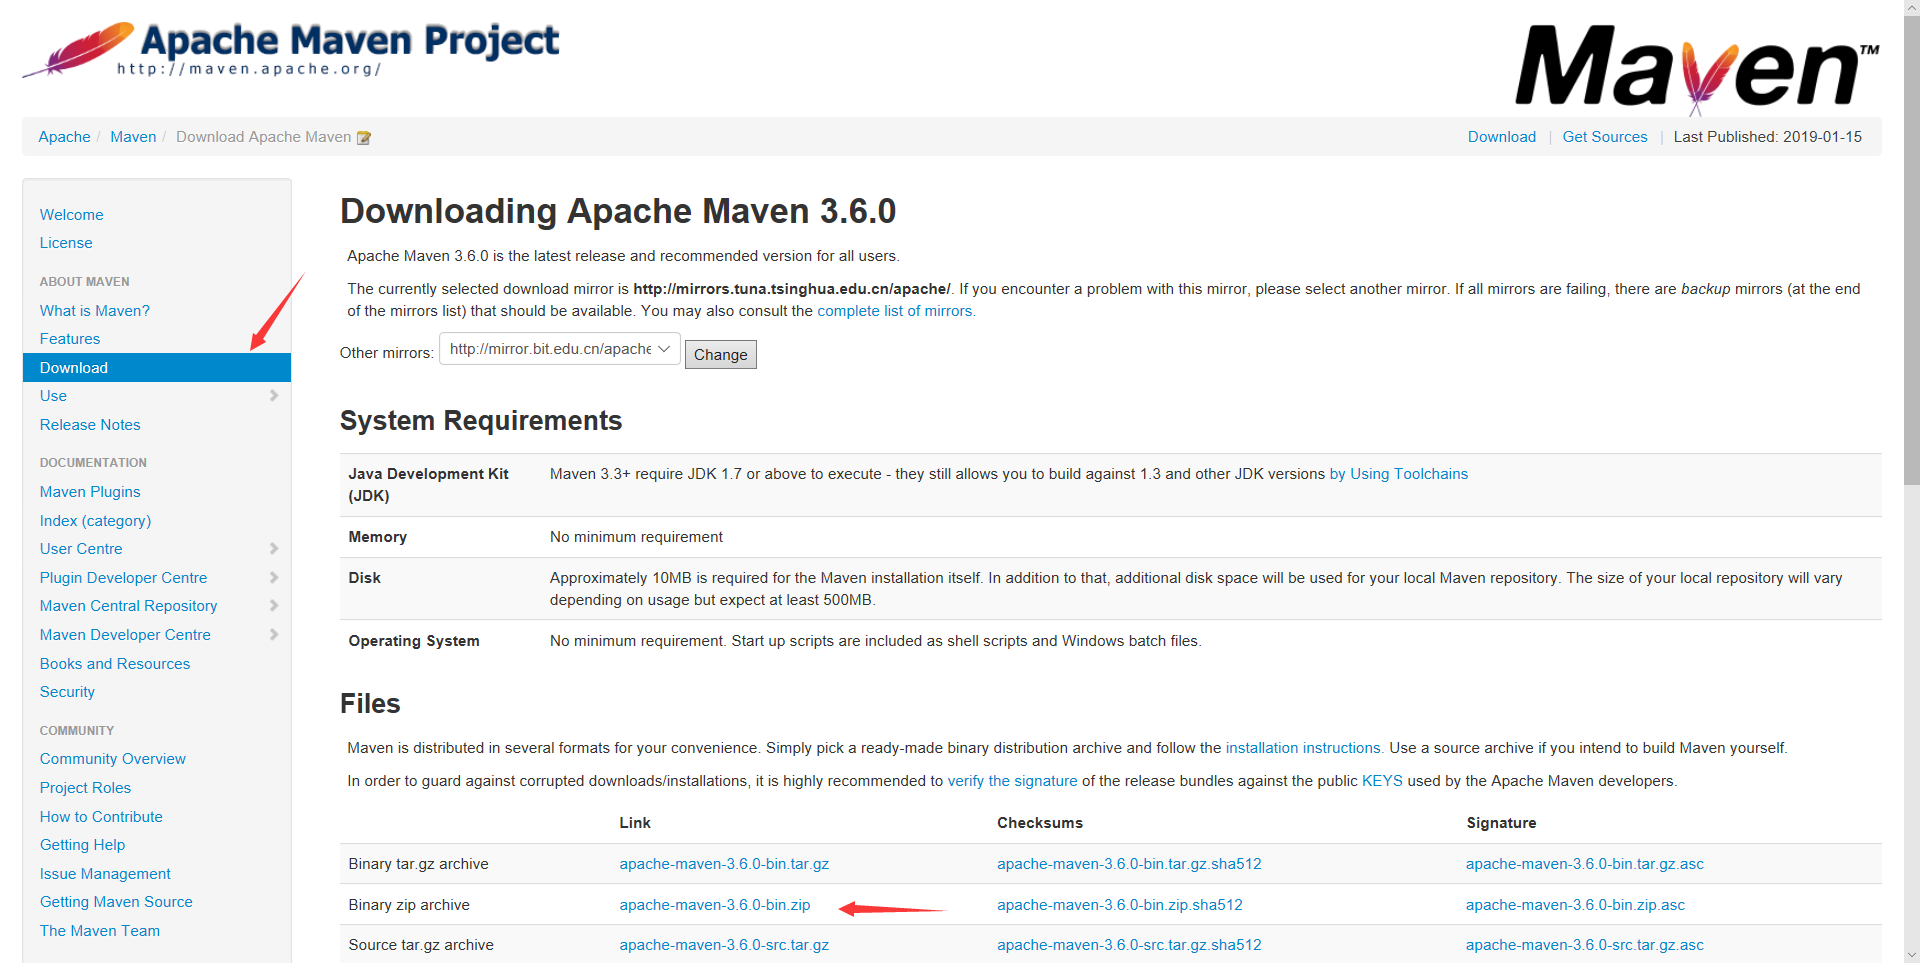 Apache Maven Project
http://maven.apache.org/
Maven™
Apache / Maven / Download Apache Maven
Download | Get Sources | Last Published: 2019-01-15
Welcome
License
ABOUT MAVEN
What is Maven?
Features
Download
Use
Release Notes
DOCUMENTATION
Maven Plugins
Index (category)
User Centre
Plugin Developer Centre
Maven Central Repository
Maven Developer Centre
Books and Resources
Security
COMMUNITY
Community Overview
Project Roles
How to Contribute
Getting Help
Issue Management
Getting Maven Source
The Maven Team
Downloading Apache Maven 3.6.0
Apache Maven 3.6.0 is the latest release and recommended version for all users.
The currently selected download mirror is http://mirrors.tuna.tsinghua.edu.cn/apache/. If you encounter a problem with this mirror, please select another mirror. If all mirrors are failing, there are backup mirrors (at the end
of the mirrors list) that should be available. You may also consult the complete list of mirrors.
Other mirrors: http://mirror.bit.edu.cn/apache Change
System Requirements
Java Development Kit Maven 3.3+ require JDK 1.7 or above to execute - they still allows you to build against 1.3 and other JDK versions by Using Toolchains
(JDK)
Memory No minimum requirement
Disk Approximately 10MB is required for the Maven installation itself. In addition to that, additional disk space will be used for your local Maven repository. The size of your local repository will vary
depending on usage but expect at least 500MB.
Operating System No minimum requirement. Start up scripts are included as shell scripts and Windows batch files.
Files
Maven is distributed in several formats for your convenience. Simply pick a ready-made binary distribution archive and follow the installation instructions. Use a source archive if you intend to build Maven yourself.
In order to guard against corrupted downloads/installations, it is highly recommended to verify the signature of the release bundles against the public KEYS used by the Apache Maven developers.
Link Checksums Signature
Binary tar.gz archive apache-maven-3.6.0-bin.tar.gz apache-maven-3.6.0-bin.tar.gz.sha512 apache-maven-3.6.0-bin.tar.gz.asc
Binary zip archive apache-maven-3.6.0-bin.zip apache-maven-3.6.0-bin.zip.sha512 apache-maven-3.6.0-bin.zip.asc
Source tar.gz archive apache-maven-3.6.0-src.tar.gz apache-maven-3.6.0-src.tar.gz.sha512 apache-maven-3.6.0-src.tar.gz.asc